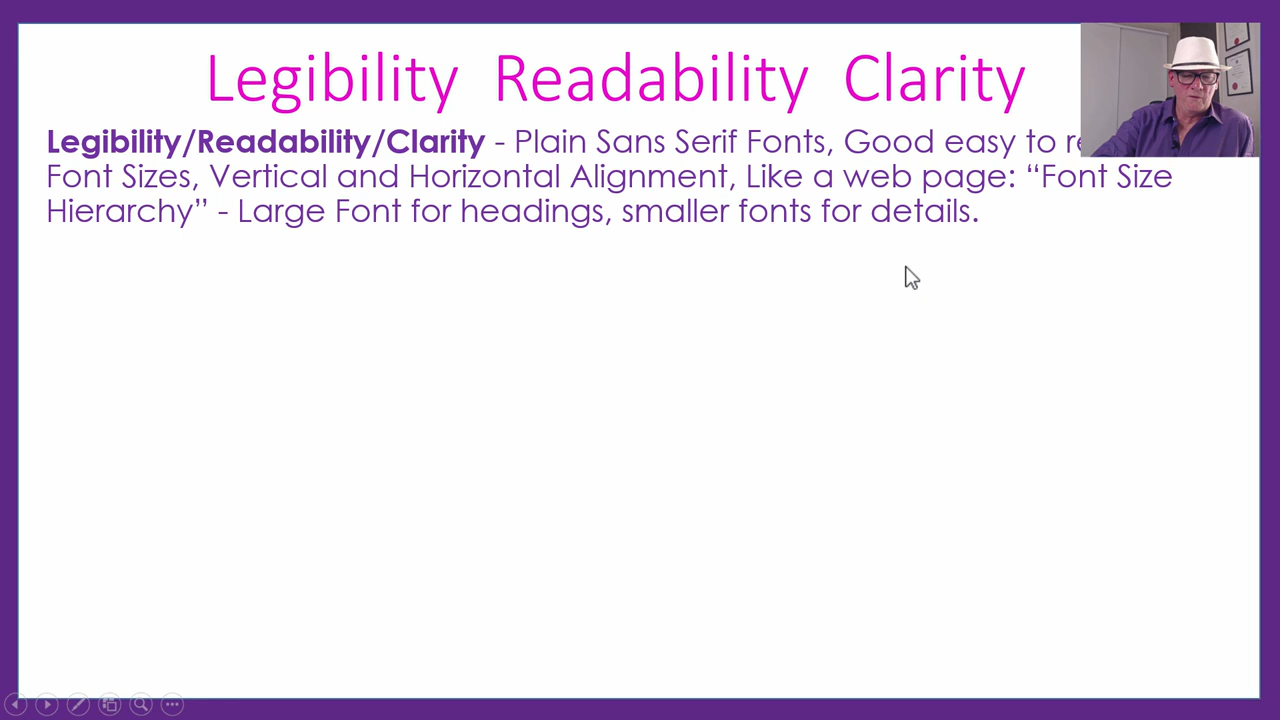 Legibility Readability Clarity
Legibility/Readability/Clarity - Plain Sans Serif Fonts, Good easy to
Font Sizes, Vertical and Horizontal Alignment, Like a web page: “Font Size
Hierarchy” - Large Font for headings, smaller fonts for details.